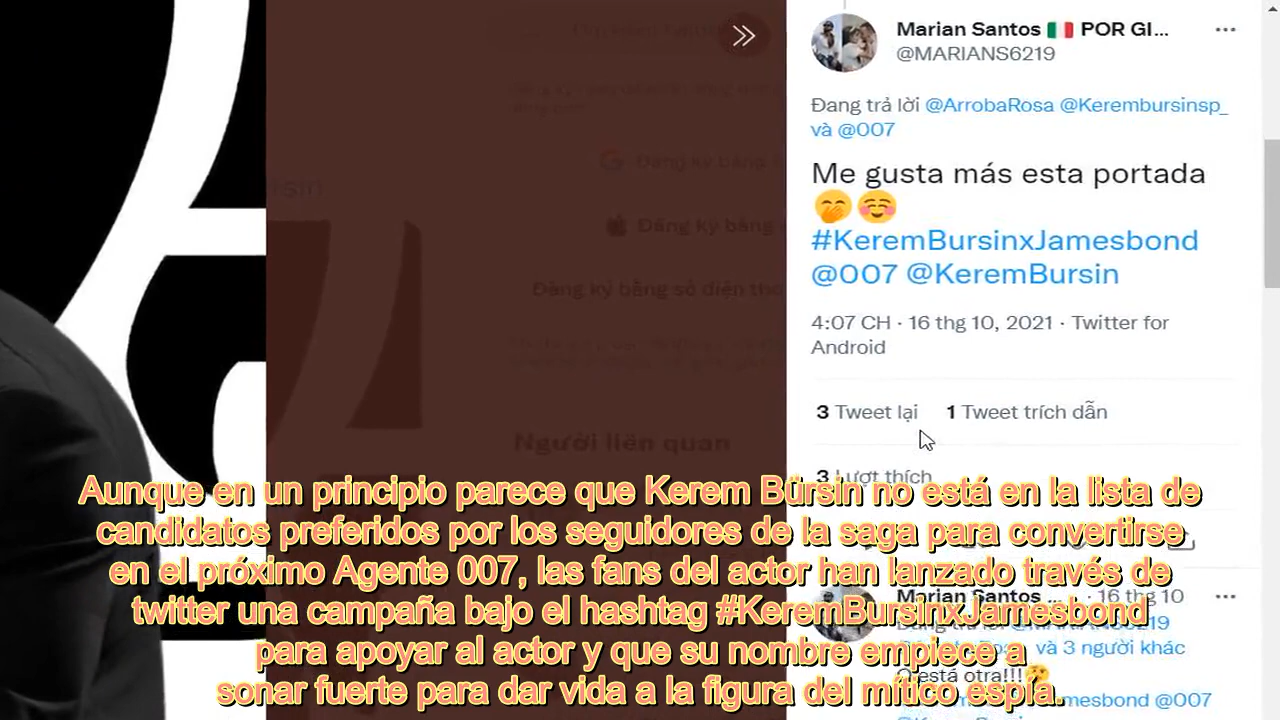 Marian Santos 🇮🇹 POR GI...
@MARIANS6219
Đang trả lời @ArrobaRosa @Kerembursinsp_
và @007
Me gusta más esta portada
🤭☺️
#KeremBursinxJamesbond
@007 @KeremBursin
4:07 CH · 16 thg 10, 2021 · Twitter for
Android
3 Tweet lại 1 Tweet trích dẫn
3 Lượt thích
Đăng ký bằng
Đăng ký bằng số điện tho
Người liên quan
Aunque en un principio parece que Kerem Bürsin no está en la lista de
candidatos preferidos por los seguidores de la saga para convertirse
en el próximo Agente 007, las fans del actor han lanzado través de
twitter una campaña bajo el hashtag #KeremBursinxJamesbond
para apoyar al actor y que su nombre empiece a
sonar fuerte para dar vida a la figura del mítico espía.
Marian Santos ... · 16 thg 10
và 3 người khác
está otra!!!🤔
mesbond @007